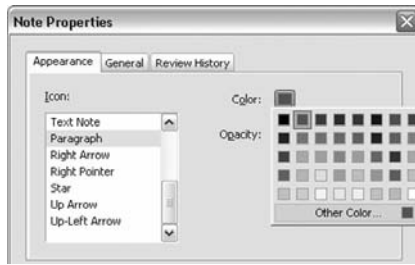 Note Properties
Appearance General Review History
Icon:
Color:
Text Note
Paragraph
Opacity:
Right Arrow
Right Pointer
Star
Up Arrow
Up-Left Arrow
Other Color...